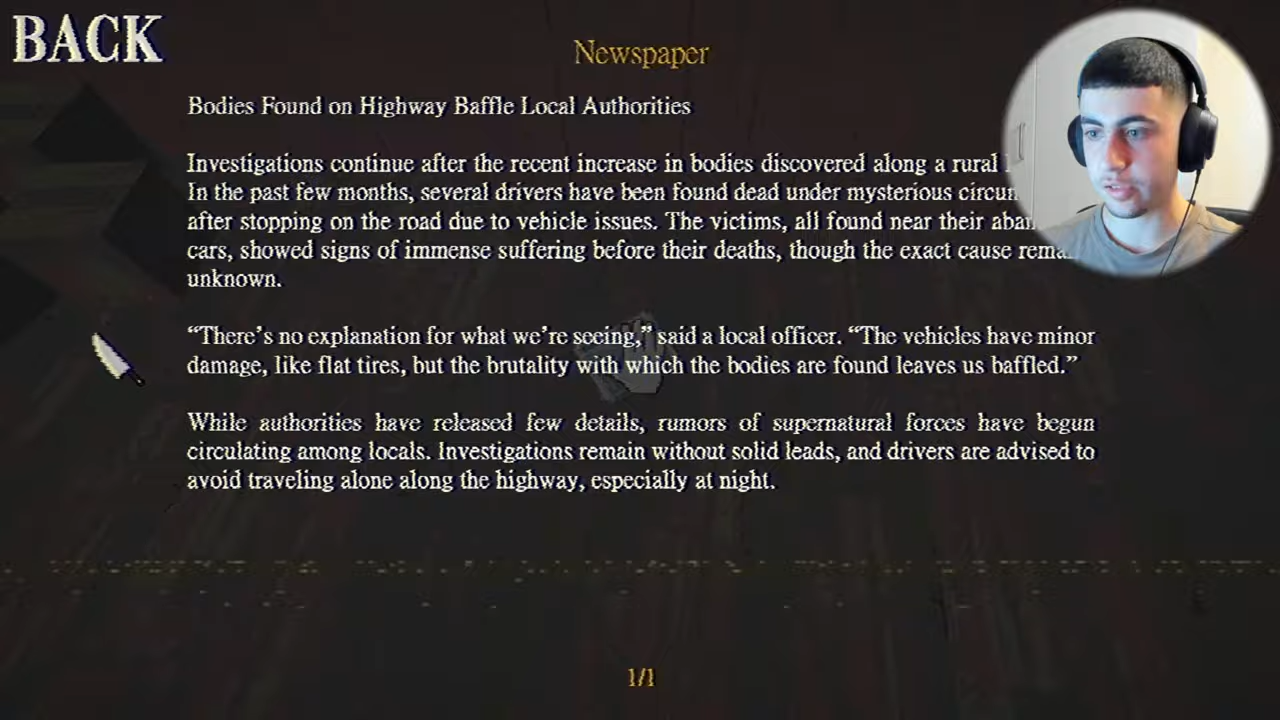 BACK
Newspaper
Bodies Found on Highway Baffle Local Authorities
Investigations continue after the recent increase in bodies discovered along a rural
In the past few months, several drivers have been found dead under mysterious
after stopping on the road due to vehicle issues. The victims, all found near their
cars, showed signs of immense suffering before their deaths, though the exact cause
unknown.
“There’s no explanation for what we’re seeing,” said a local officer. “The vehicles have minor
damage, like flat tires, but the brutality with which the bodies are found leaves us baffled.”
While authorities have released few details, rumors of supernatural forces have begun
circulating among locals. Investigations remain without solid leads, and drivers are advised to
avoid traveling alone along the highway, especially at night.
1/1